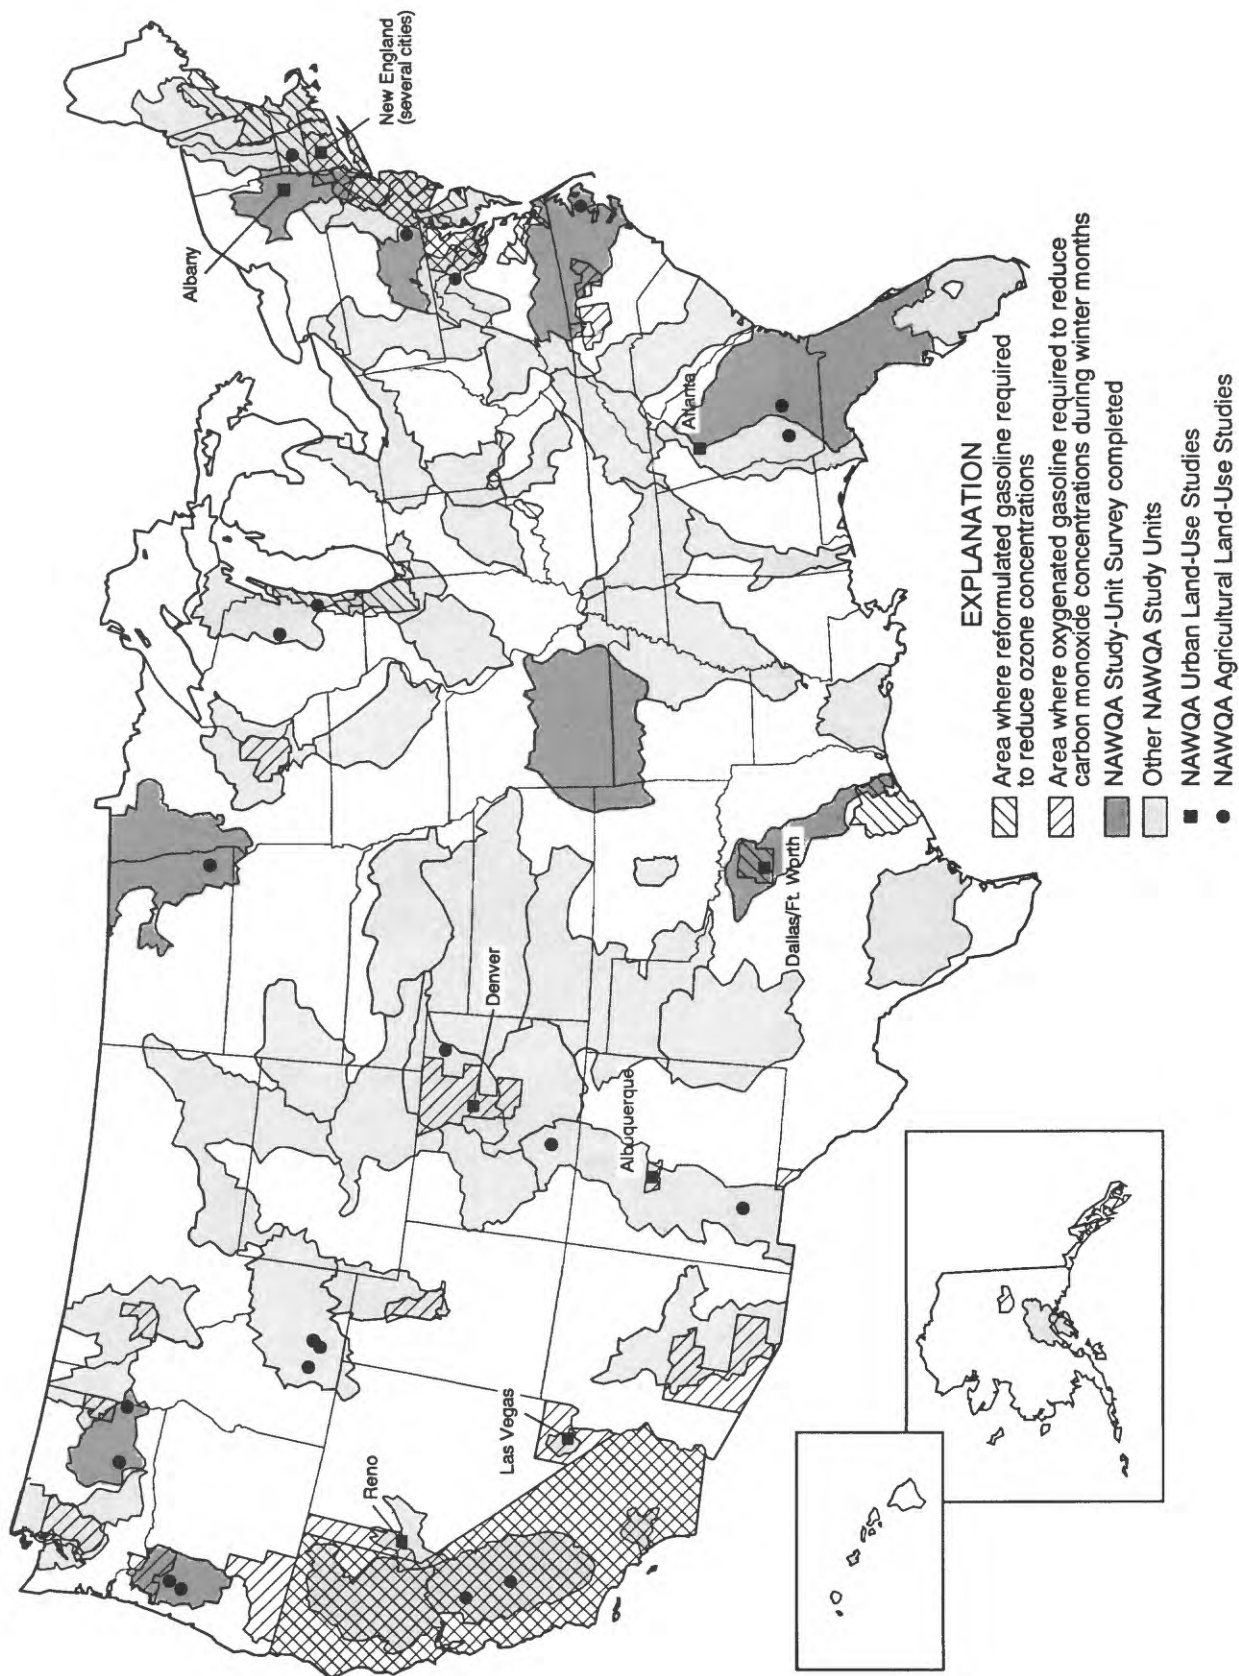 New England
(several cities)
Albany
Atlanta
Denver
Dallas/Ft. Worth
Albuquerque
Las Vegas
Reno
EXPLANATION
Area where reformulated gasoline required
to reduce ozone concentrations
Area where oxygenated gasoline required to reduce
carbon monoxide concentrations during winter months
NAWQA Study-Unit Survey completed
Other NAWQA Study Units
NAWQA Urban Land-Use Studies
NAWQA Agricultural Land-Use Studies